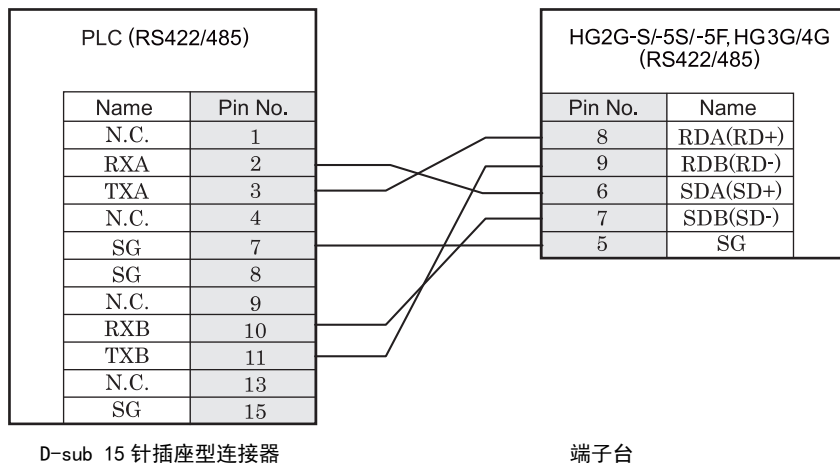 PLC (RS422/485)
Name Pin No.
N.C. 1
RXA 2
TXA 3
N.C. 4
SG 7
SG 8
N.C. 9
RXB 10
TXB 11
N.C. 13
SG 15
D-sub 15 针插座型连接器
HG2G-S/-5S/-5F, HG3G/4G
(RS422/485)
Pin No. Name
8 RDA(RD+)
9 RDB(RD-)
6 SDA(SD+)
7 SDB(SD-)
5 SG
端子台